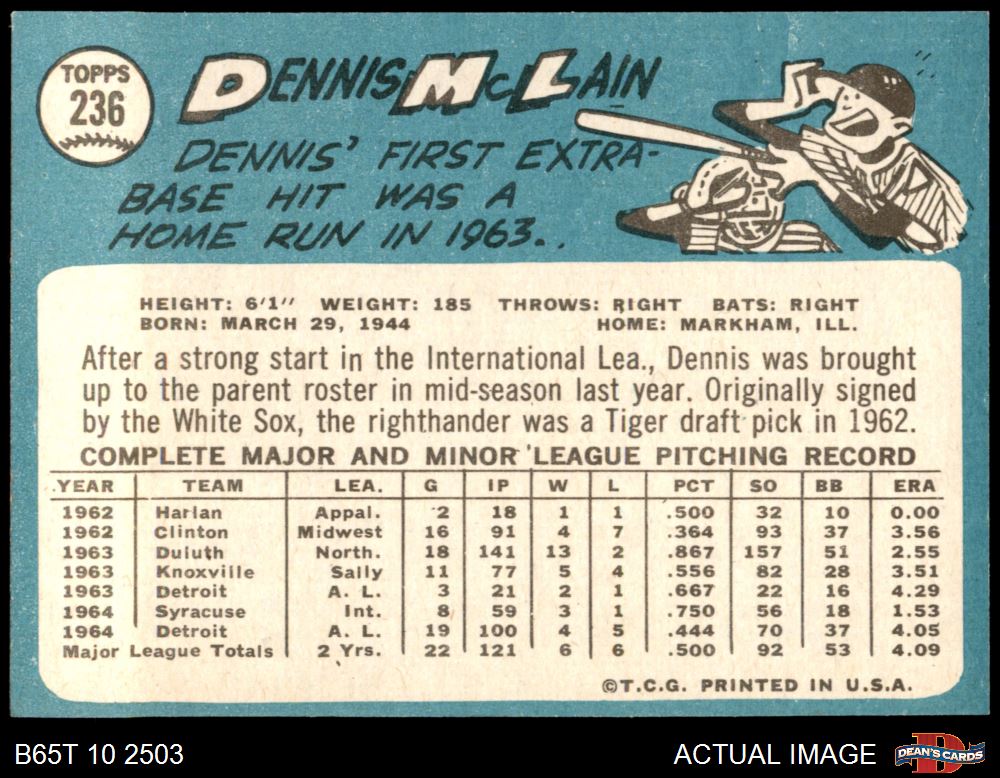 TOPPS
236
DENNIS McLAIN
DENNIS' FIRST EXTRA-
BASE HIT WAS A
HOME RUN IN 1963..
HEIGHT: 6'1" WEIGHT: 185 THROWS: RIGHT BATS: RIGHT
BORN: MARCH 29, 1944 HOME: MARKHAM, ILL.
After a strong start in the International Lea., Dennis was brought
up to the parent roster in mid-season last year. Originally signed
by the White Sox, the righthander was a Tiger draft pick in 1962.
COMPLETE MAJOR AND MINOR LEAGUE PITCHING RECORD
YEAR TEAM LEA. G IP W L PCT SO BB ERA
1962 Harlan Appal. 2 18 1 1 .500 32 10 0.00
1962 Clinton Midwest 16 91 4 7 .364 93 37 3.56
1963 Duluth North. 18 141 13 2 .867 157 51 2.55
1963 Knoxville Sally 11 77 5 4 .556 82 28 3.51
1963 Detroit A. L. 3 21 2 1 .667 22 16 4.29
1964 Syracuse Int. 8 59 3 1 .750 56 18 1.53
1964 Detroit A. L. 19 100 4 5 .444 70 37 4.05
Major League Totals 2 Yrs. 22 121 6 6 .500 92 53 4.09
©T.C.G. PRINTED IN U.S.A.
B65T 10 2503 ACTUAL IMAGE DEAN'S CARDS